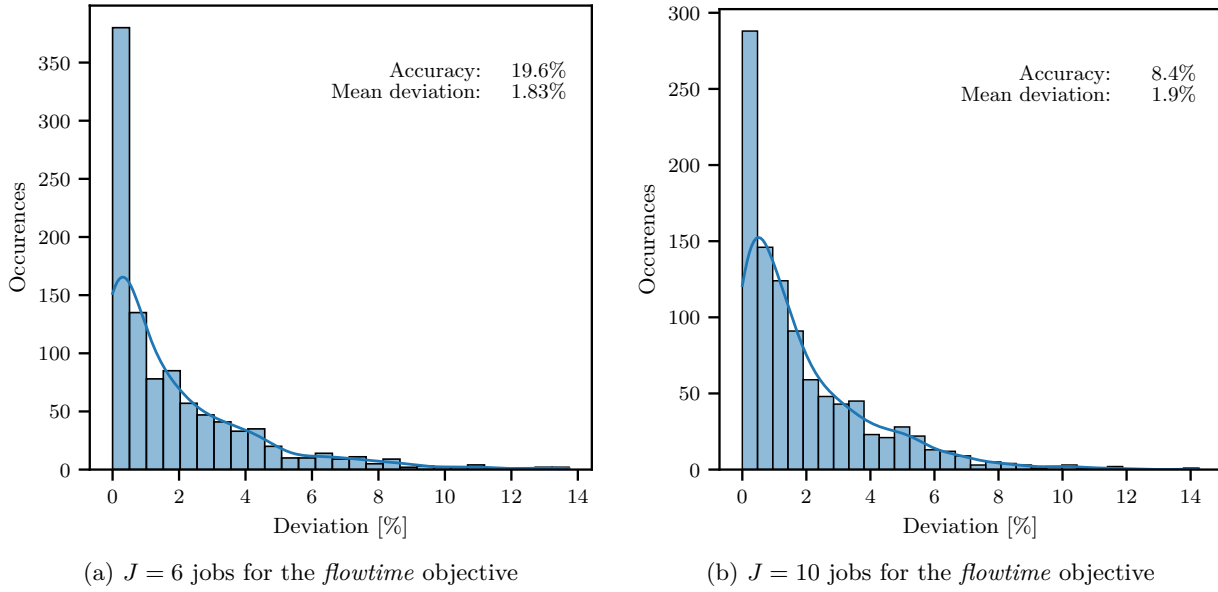 Accuracy: 19.6%
Mean deviation: 1.83%
Occurences
350
300
250
200
150
100
50
0
0 2 4 6 8 10 12 14
Deviation [%]
(a) J = 6 jobs for the flowtime objective
Accuracy: 8.4%
Mean deviation: 1.9%
Occurences
300
250
200
150
100
50
0
0 2 4 6 8 10 12 14
Deviation [%]
(b) J = 10 jobs for the flowtime objective